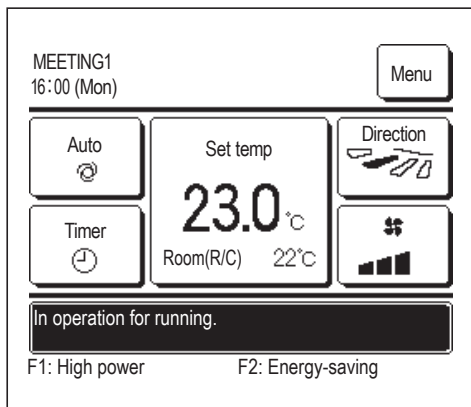 MEETING1
16:00 (Mon)
Menu
Auto
Set temp
Direction
23.0 °C
Timer
Room(R/C) 22°C
In operation for running.
F1: High power F2: Energy-saving